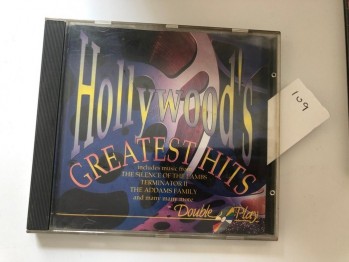 Hollywood's
GREATEST HITS
includes music from
THE SILENCE OF THE LAMBS
TERMINATOR II
THE ADDAMS FAMILY
and many many more
Double Play
109